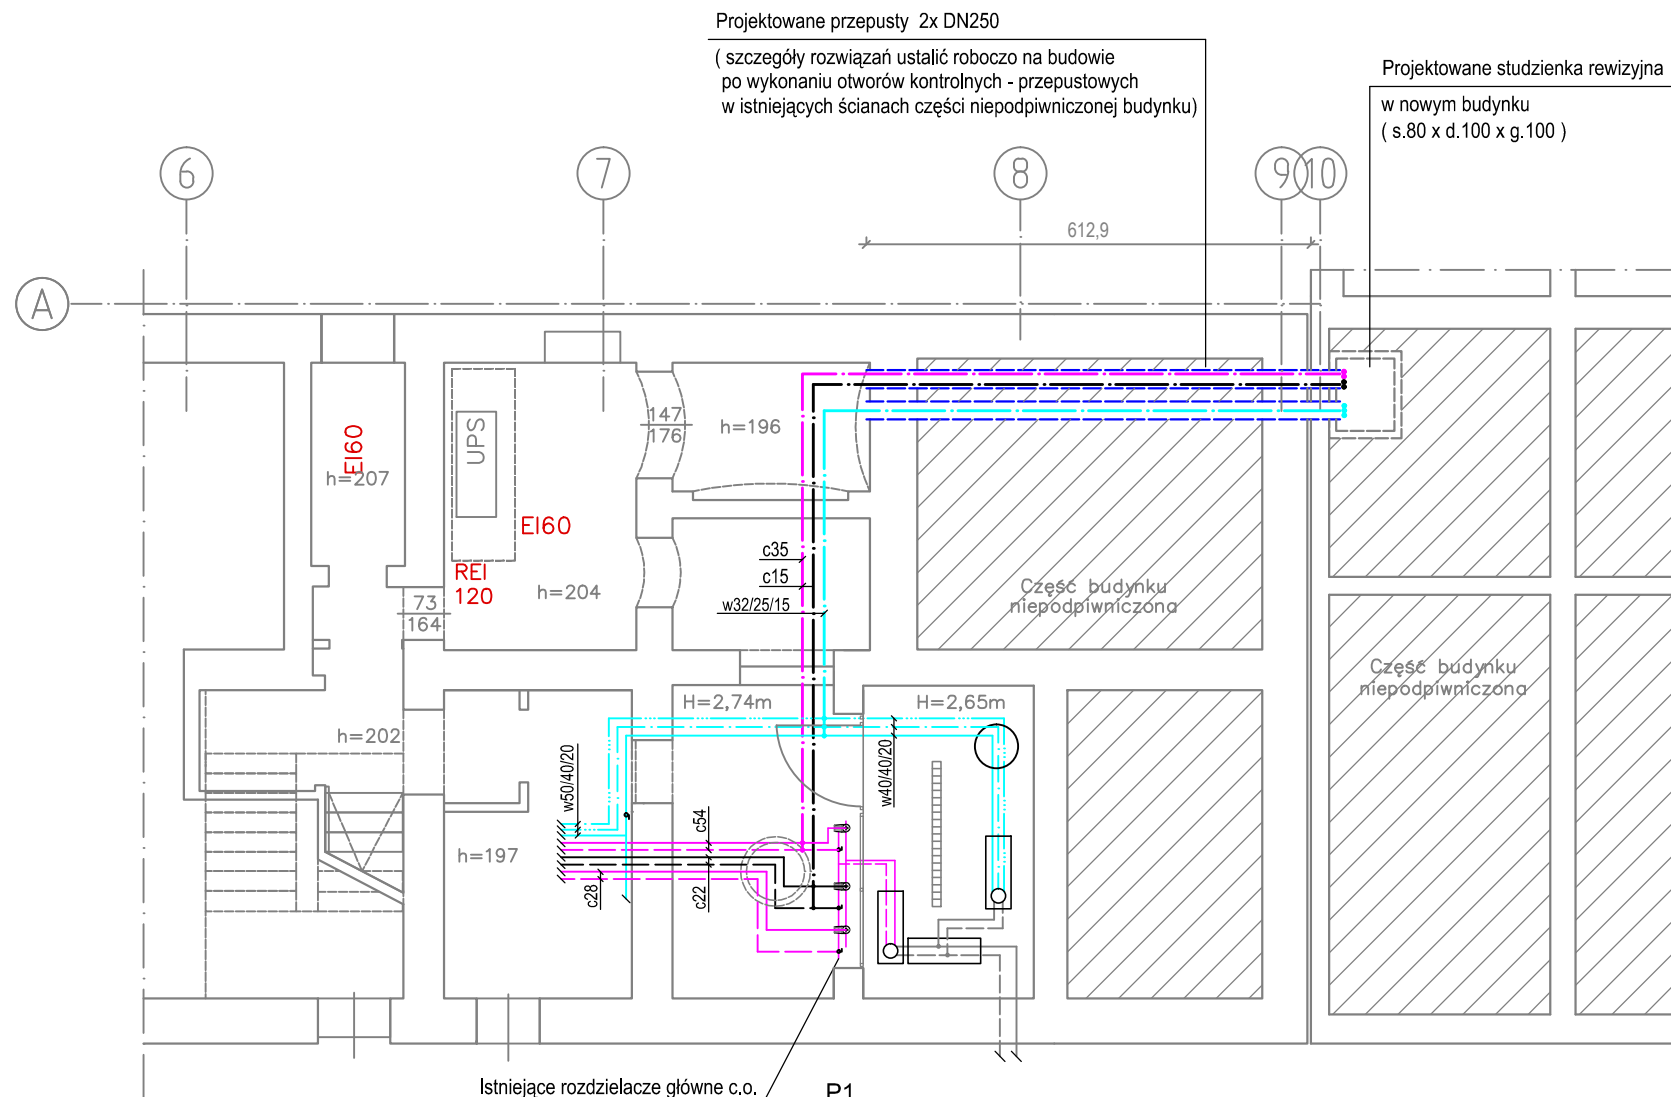 Projektowane przepusty 2x DN250
( szczegóły rozwiązań ustalić roboczo na budowie
po wykonaniu otworów kontrolnych - przepustowych
w istniejących ścianach części niepodpiwniczonej budynku)
Projektowane studzienka rewizyjna
w nowym budynku
( s.80 x d.100 x g.100 )
6
7
8
9
10
612,9
A
147
176
h=196
UPS
EI60
h=207
EI60
REI
120
h=204
73
164
c35
c15
w32/25/15
Część budynku
niepodpiwniczona
Część budynku
niepodpiwniczona
H=2,74m
H=2,65m
h=202
w50/40/20
w40/40/20
c54
h=197
c28
c22
Istniejące rozdzielacze główne c.o.
P1